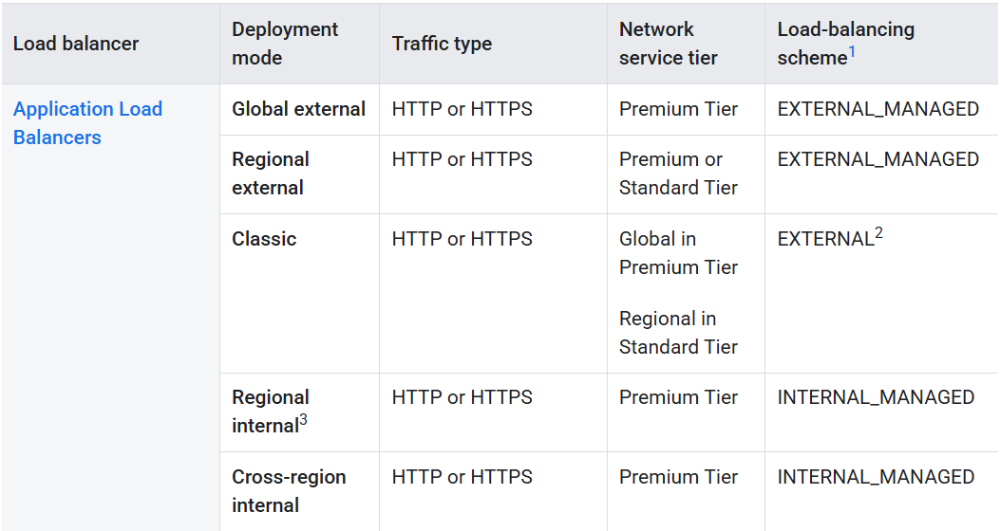 Load balancer
Deployment mode
Traffic type
Network service tier
Load-balancing scheme1
Application Load Balancers
Global external
HTTP or HTTPS
Premium Tier
EXTERNAL_MANAGED
Regional external
HTTP or HTTPS
Premium or Standard Tier
EXTERNAL_MANAGED
Classic
HTTP or HTTPS
Global in Premium Tier
Regional in Standard Tier
EXTERNAL2
Regional internal3
HTTP or HTTPS
Premium Tier
INTERNAL_MANAGED
Cross-region internal
HTTP or HTTPS
Premium Tier
INTERNAL_MANAGED